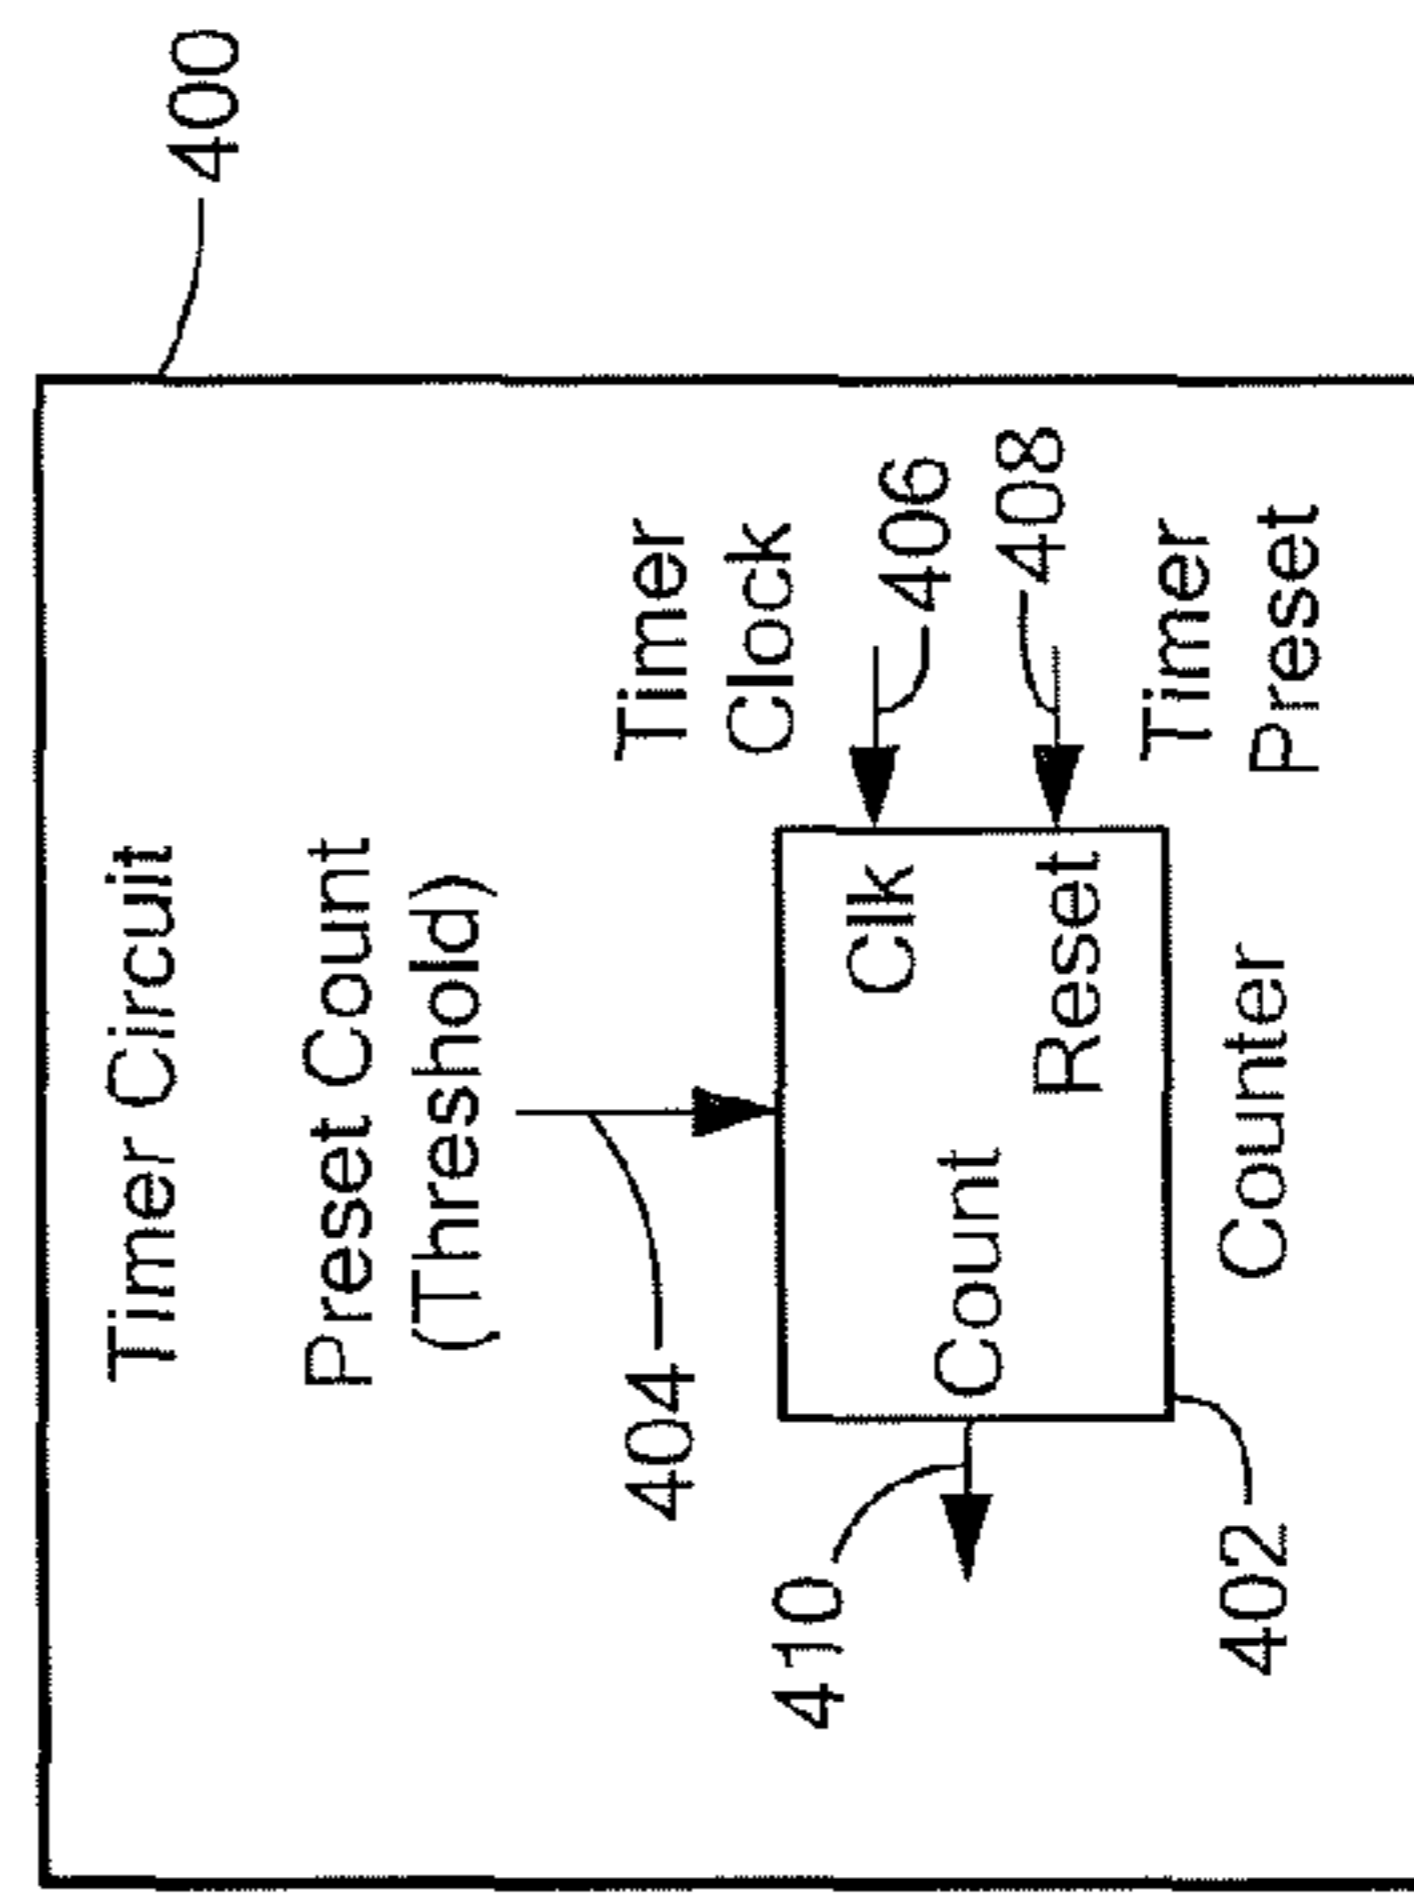 400
Timer Circuit
Preset Count
(Threshold)
404
Timer
Clock
406
408
Timer
Preset
410
Count
Clk
Reset
402
Counter